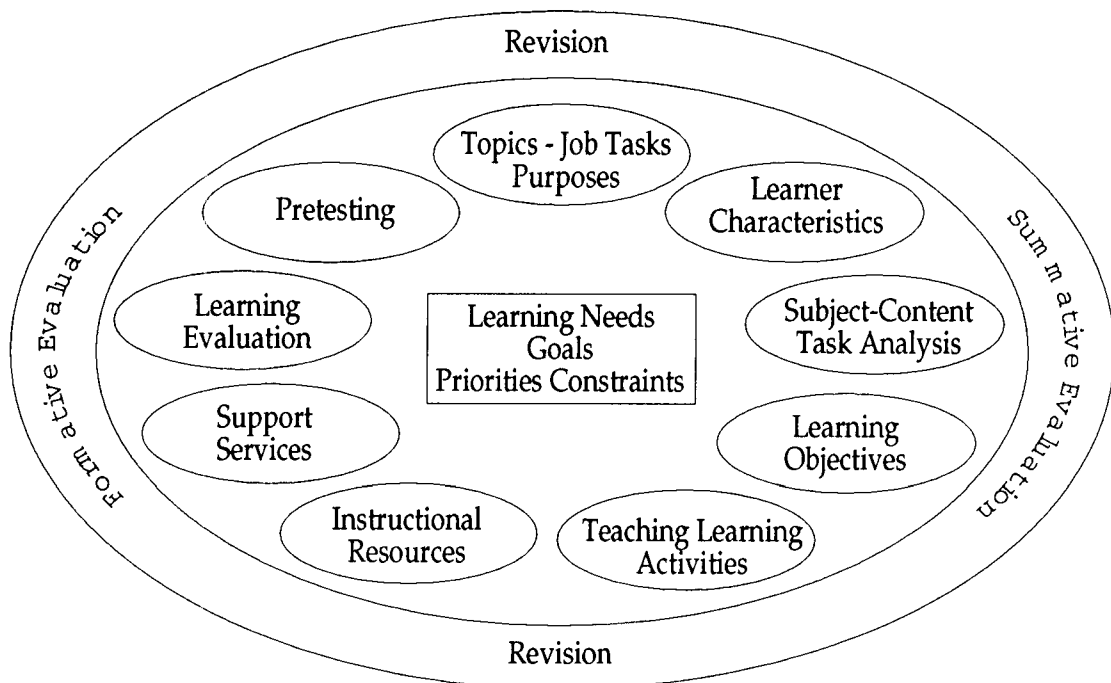 Revision
Topics - Job Tasks
Purposes
Pretesting
Learner
Characteristics
Formative Evaluation
Summative Evaluation
Learning
Evaluation
Learning Needs
Goals
Priorities Constraints
Subject-Content
Task Analysis
Support
Services
Learning
Objectives
Instructional
Resources
Teaching Learning
Activities
Revision